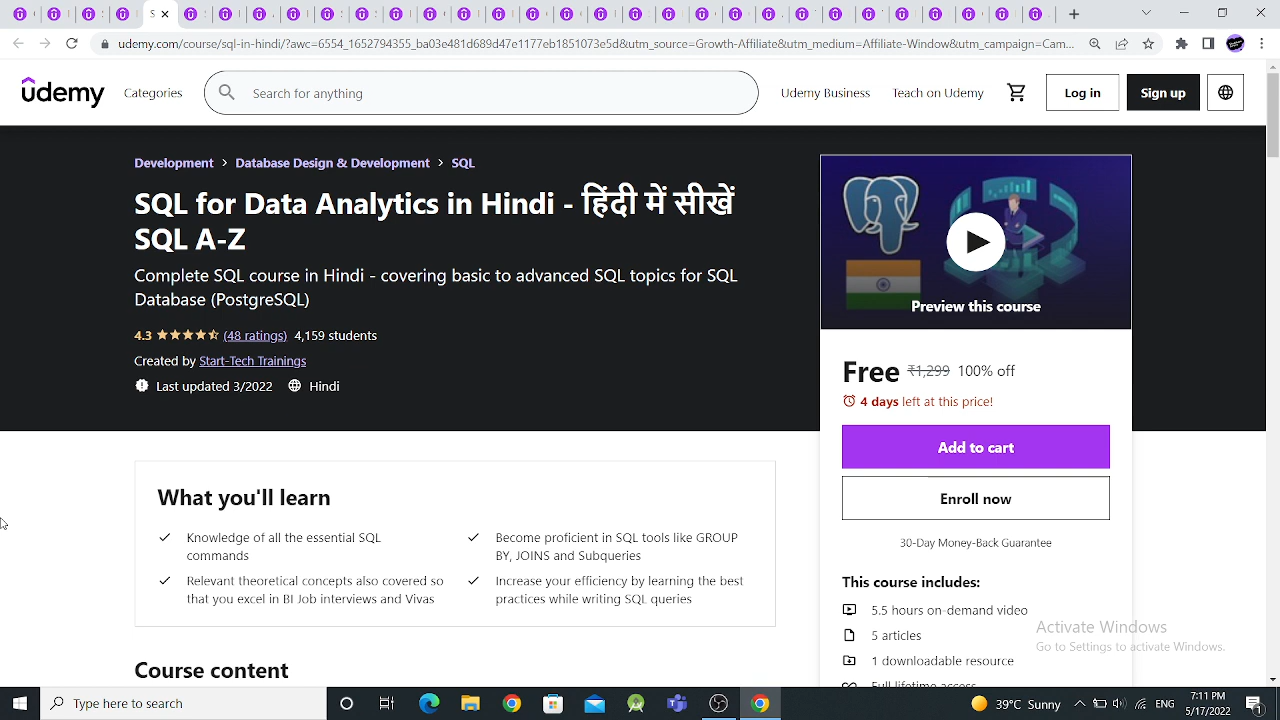 S
udemy.com/course/sql-in-hindi/?awc=6554_1652794355_ba03e481d689d47e1627eb1851073e5d&utm_source=Growth-Affiliate&utm_medium=Affiliate-Window&utm_campaign=Cam...
udemy
Categories
Search for anything
Udemy Business
Teach on Udemy
Log in
Sign up
Development > Database Design & Development > SQL
SQL for Data Analytics in Hindi - हिंदी में सीखें
SQL A-Z
Complete SQL course in Hindi - covering basic to advanced SQL topics for SQL
Database (PostgreSQL)
4.3 (48 ratings) 4,159 students
Created by Start-Tech Trainings
Last updated 3/2022 Hindi
Preview this course
Free ₹1,299 100% off
4 days left at this price!
Add to cart
Enroll now
30-Day Money-Back Guarantee
This course includes:
5.5 hours on-demand video
5 articles
1 downloadable resource
Full lifetime access
What you'll learn
Knowledge of all the essential SQL
commands
Relevant theoretical concepts also covered so
that you excel in BI Job interviews and Vivas
Become proficient in SQL tools like GROUP
BY, JOINS and Subqueries
Increase your efficiency by learning the best
practices while writing SQL queries
Course content
Activate Windows
Go to Settings to activate Windows.
Type here to search
39°C Sunny
ENG
7:11 PM
5/17/2022